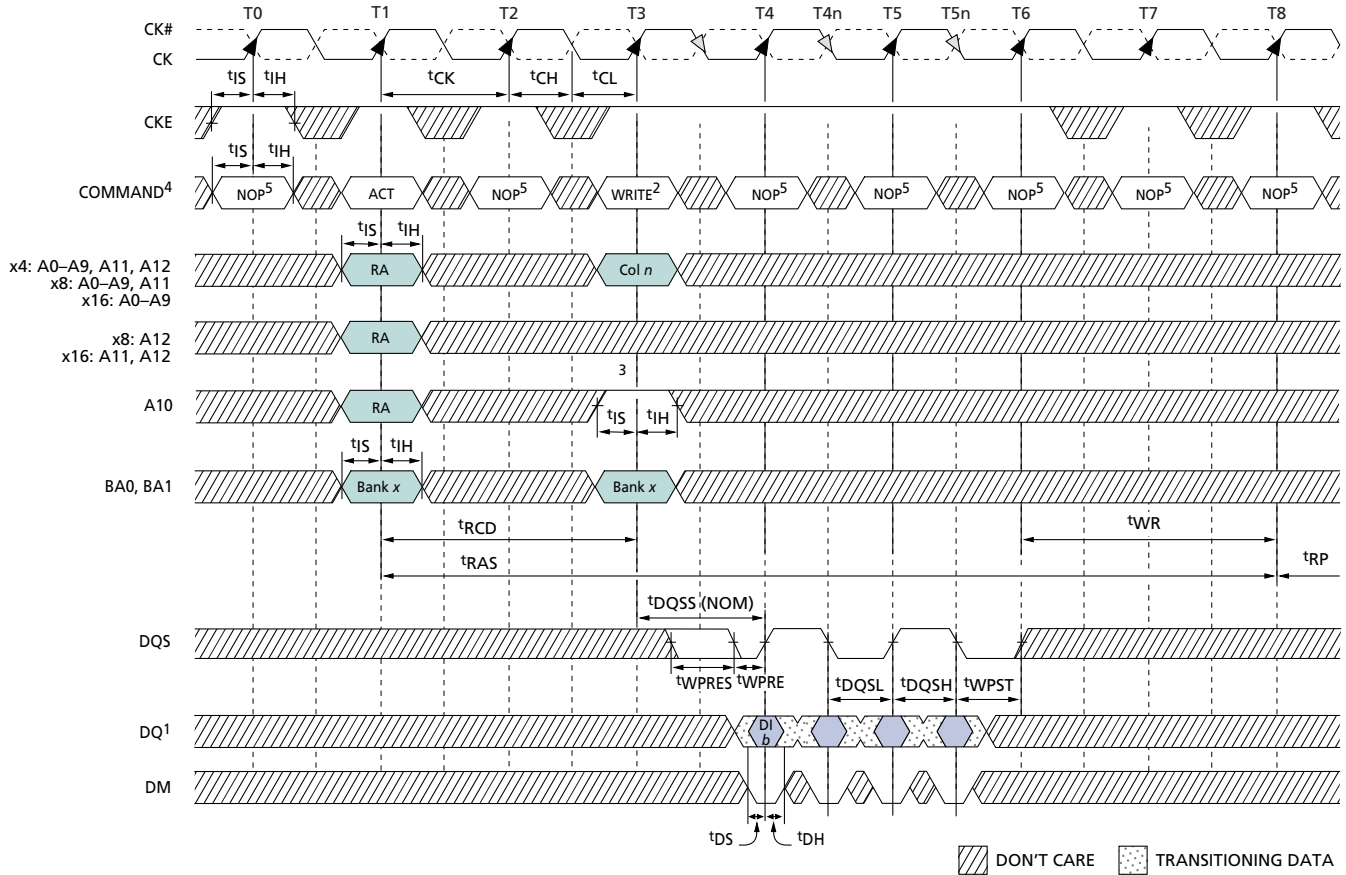 T0 T1 T2 T3 T4 T4n T5 T5n T6 T7 T8
CK#
CK
tIS tIH tCK tCH tCL
CKE
tIS tIH
COMMAND4 NOP5 ACT NOP5 WRITE2 NOP5 NOP5 NOP5 NOP5 NOP5
tIS tIH
x4: A0–A9, A11, A12 RA Col n
x8: A0–A9, A11
x16: A0–A9
x8: A12 RA
x16: A11, A12
3
A10 RA
tIS tIH
tIS tIH
BA0, BA1 Bank x Bank x
tRCD tWR
tRAS tRP
tDQSS (NOM)
DQS
tWPRES tWPRE tDQSL tDQSH tWPST
DQ1 DI
b
DM
tDS tDH
DON'T CARE TRANSITIONING DATA